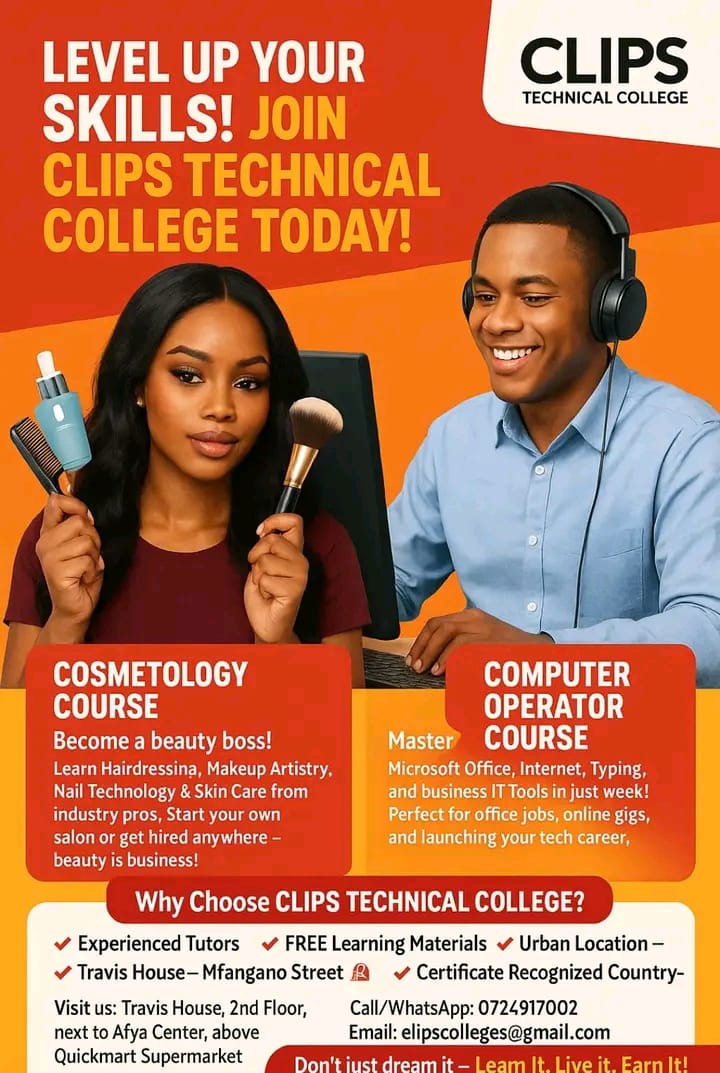 LEVEL UP YOUR
SKILLS! JOIN
CLIPS TECHNICAL
COLLEGE TODAY!
CLIPS
TECHNICAL COLLEGE
COSMETOLOGY
COURSE
Become a beauty boss!
Learn Hairdressina, Makeup Artistry,
Nail Technology & Skin Care from
industry pros, Start your own
salon or get hired anywhere –
beauty is business!
COMPUTER
OPERATOR
Master COURSE
Microsoft Office, Internet, Typing,
and business IT Tools in just week!
Perfect for office jobs, online gigs,
and launching your tech career,
Why Choose CLIPS TECHNICAL COLLEGE?
✓ Experienced Tutors ✓ FREE Learning Materials ✓ Urban Location –
✓ Travis House – Mfangano Street ✓ Certificate Recognized Country-
Visit us: Travis House, 2nd Floor,
next to Afya Center, above
Quickmart Supermarket
Call/WhatsApp: 0724917002
Email: elipscolleges@gmail.com
Don't just dream it – Leam It. Live it. Earn It!